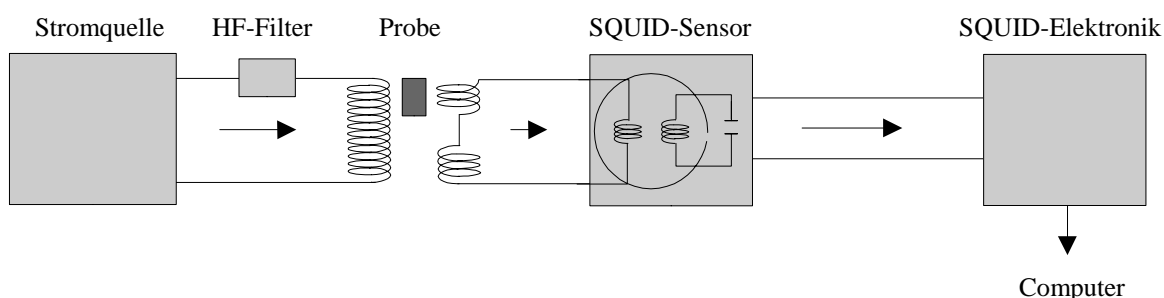 Stromquelle
HF-Filter
Probe
SQUID-Sensor
SQUID-Elektronik
Computer